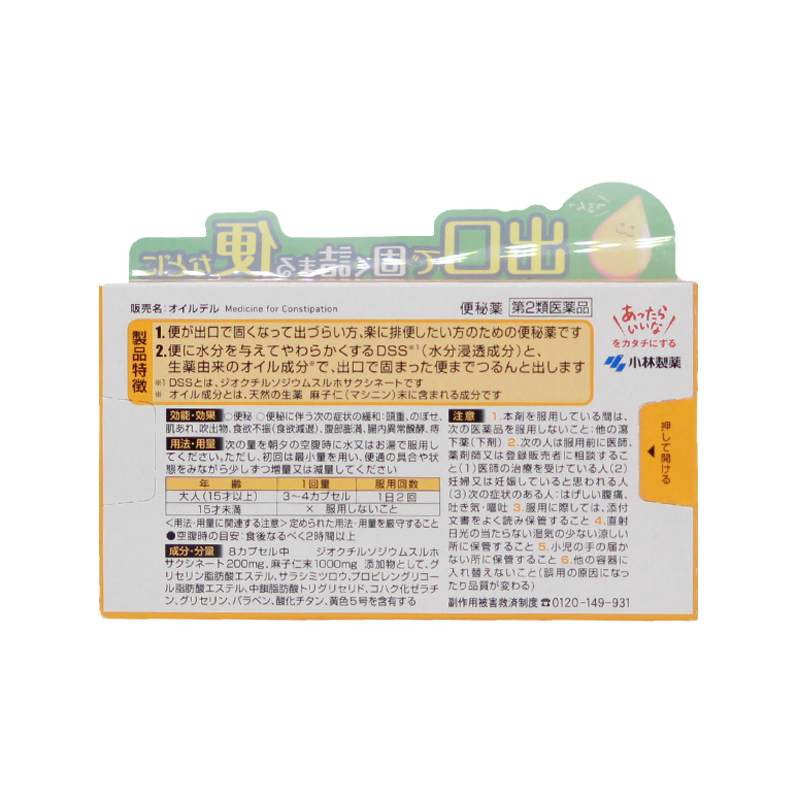 つるんっ
出口で固く詰まる便などに
販売名:オイルデル Medicine for Constipation
便秘薬 第2類医薬品
製品特徴
1.便が出口で固くなって出づらい方、楽に排便したい方のための便秘薬です
2.便に水分を与えてやわらかくするDSS※1(水分浸透成分)と、
生薬由来のオイル成分※で、出口で固まった便までつるんと出します
※1 DSSとは、ジオクチルソジウムスルホサクシネートです
※ オイル成分とは、天然の生薬 麻子仁(マシニン)末に含まれる成分です
あったらいいなをカタチにする
小林製薬
効能・効果 ○便秘 ○便秘に伴う次の症状の緩和:頭重、のぼせ、
肌あれ、吹出物、食欲不振(食欲減退)、腹部膨満、腸内異常醗酵、痔
用法・用量 次の量を朝夕の空腹時に水又はお湯で服用し
てください。ただし、初回は最小量を用い、便通の具合や状
態をみながら少しずつ増量又は減量してください
年齢 1回量 服用回数
大人(15才以上) 3〜4カプセル 1日2回
15才未満 × 服用しないこと
<用法・用量に関連する注意>定められた用法・用量を厳守すること
●空腹時の目安:食後なるべく2時間以上
成分・分量 8カプセル中 ジオクチルソジウムスルホ
サクシネート200mg、麻子仁末1000mg 添加物として、グ
リセリン脂肪酸エステル、サラシミツロウ、プロピレングリコー
ル脂肪酸エステル、中鎖脂肪酸トリグリセリド、コハク化ゼラチ
ン、グリセリン、パラベン、酸化チタン、黄色5号を含有する
注意 1.本剤を服用している間は、
次の医薬品を服用しないこと:他の瀉
下薬(下剤) 2.次の人は服用前に医師、
薬剤師又は登録販売者に相談するこ
と(1)医師の治療を受けている人(2)
妊婦又は妊娠していると思われる人
(3)次の症状のある人:はげしい腹痛、
吐き気・嘔吐 3.服用に際しては、添付
文書をよく読み保管すること 4.直射
日光の当たらない湿気の少ない涼しい
所に保管すること 5.小児の手の届か
ない所に保管すること 6.他の容器に
入れ替えないこと(誤用の原因になっ
たり品質が変わる)
副作用被害救済制度☎0120-149-931
押して開ける